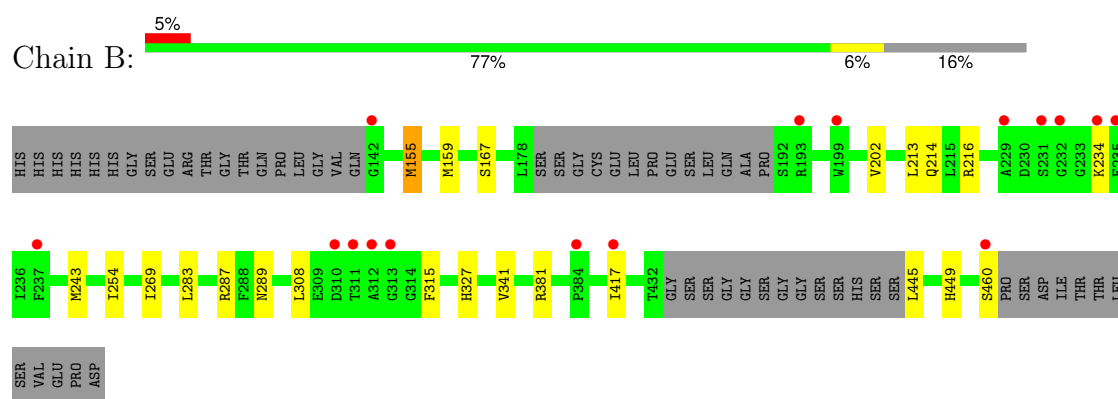 5%
Chain B:
77% 6% 16%
HIS HIS HIS HIS HIS HIS GLY SER GLU ARG THR GLY THR GLN PRO LEU GLY VAL GLN G142 M155 M159 S167 L178 SER SER GLY CYS GLU LEU PRO GLU SER LEU GLN ALA PRO S192 R193 W199 V202 L213 Q214 L215 R216 A229 D230 S231 G232 G233 K234
I236 F237 M243 I254 I269 L283 R287 F288 N289 L308 E309 D310 T311 A312 G313 G314 F315 H327 V341 R381 P384 I417 T432 GLY SER SER GLY GLY SER GLY GLY SER SER HIS SER SER L445 H449 S460 PRO SER ASP ILE THR THR LEU
SER VAL GLU PRO ASP